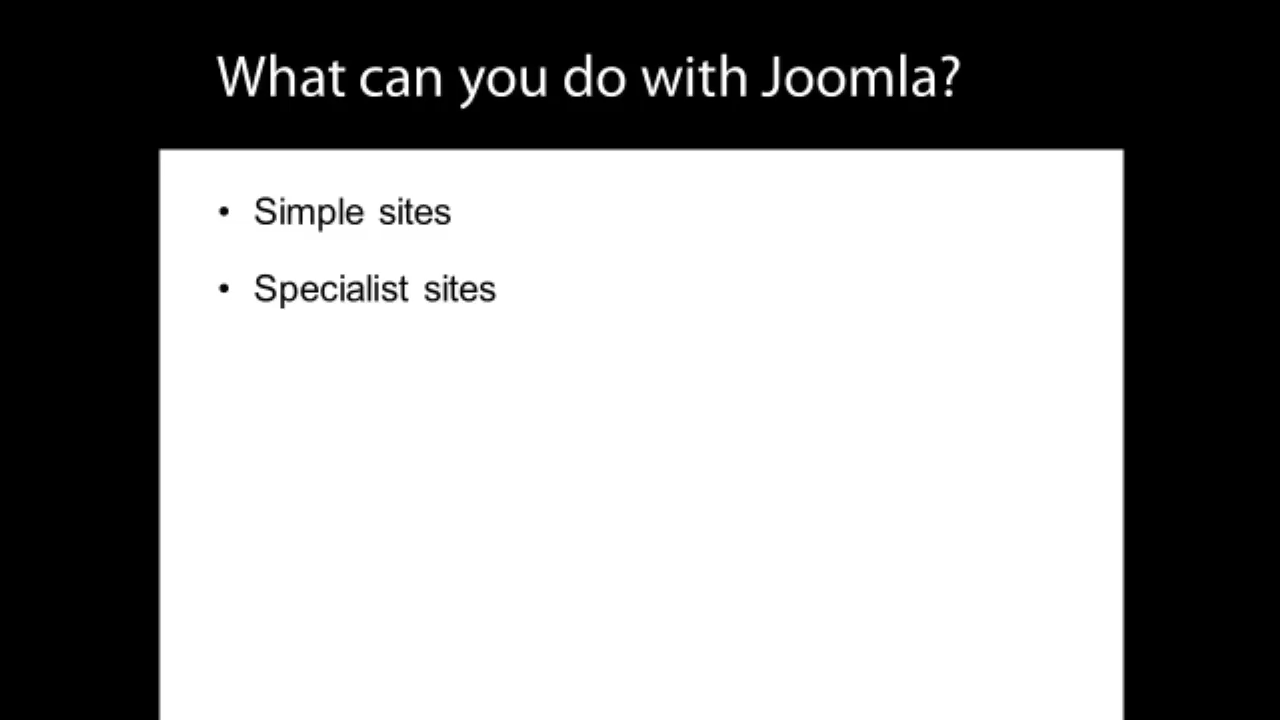 What can you do with Joomla?
• Simple sites
• Specialist sites